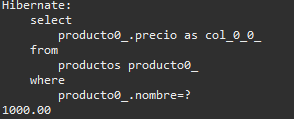 Hibernate:
select
producto0_.precio as col_0_0_
from
productos producto0_
where
producto0_.nombre=?
1000.00